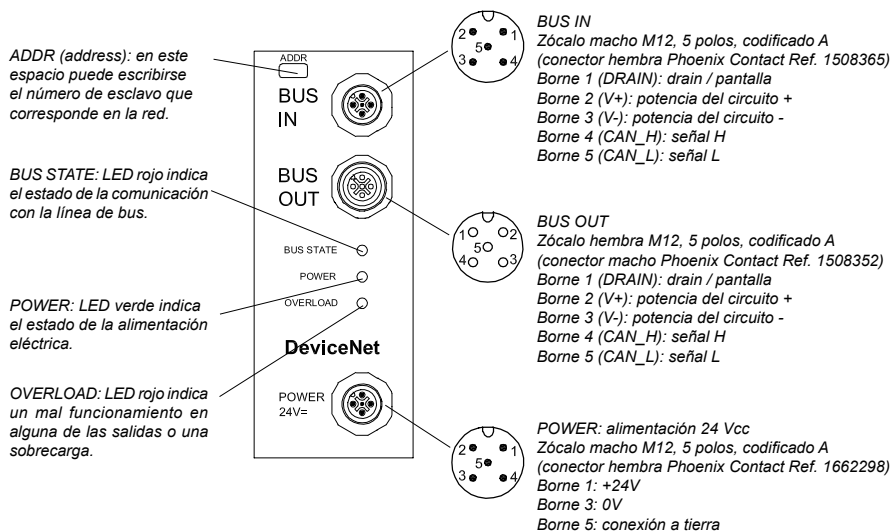 ADDR (address): en este
espacio puede escribirse
el número de esclavo que
corresponde en la red.
BUS STATE: LED rojo indica
el estado de la comunicación
con la línea de bus.
POWER: LED verde indica
el estado de la alimentación
eléctrica.
OVERLOAD: LED rojo indica
un mal funcionamiento en
alguna de las salidas o una
sobrecarga.
ADDR
BUS
IN
BUS
OUT
BUS STATE
POWER
OVERLOAD
DeviceNet
POWER
24V=
2 1
5
3 4
BUS IN
Zócalo macho M12, 5 polos, codificado A
(conector hembra Phoenix Contact Ref. 1508365)
Borne 1 (DRAIN): drain / pantalla
Borne 2 (V+): potencia del circuito +
Borne 3 (V-): potencia del circuito -
Borne 4 (CAN_H): señal H
Borne 5 (CAN_L): señal L
1 2
5
4 3
BUS OUT
Zócalo hembra M12, 5 polos, codificado A
(conector macho Phoenix Contact Ref. 1508352)
Borne 1 (DRAIN): drain / pantalla
Borne 2 (V+): potencia del circuito +
Borne 3 (V-): potencia del circuito -
Borne 4 (CAN_H): señal H
Borne 5 (CAN_L): señal L
2 1
5
3 4
POWER: alimentación 24 Vcc
Zócalo macho M12, 5 polos, codificado A
(conector hembra Phoenix Contact Ref. 1662298)
Borne 1: +24V
Borne 3: 0V
Borne 5: conexión a tierra